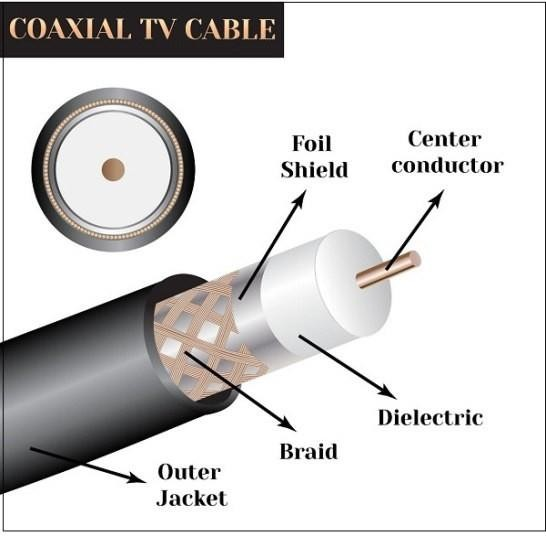 COAXIAL TV CABLE
Foil
Shield
Center
conductor
Dielectric
Braid
Outer
Jacket